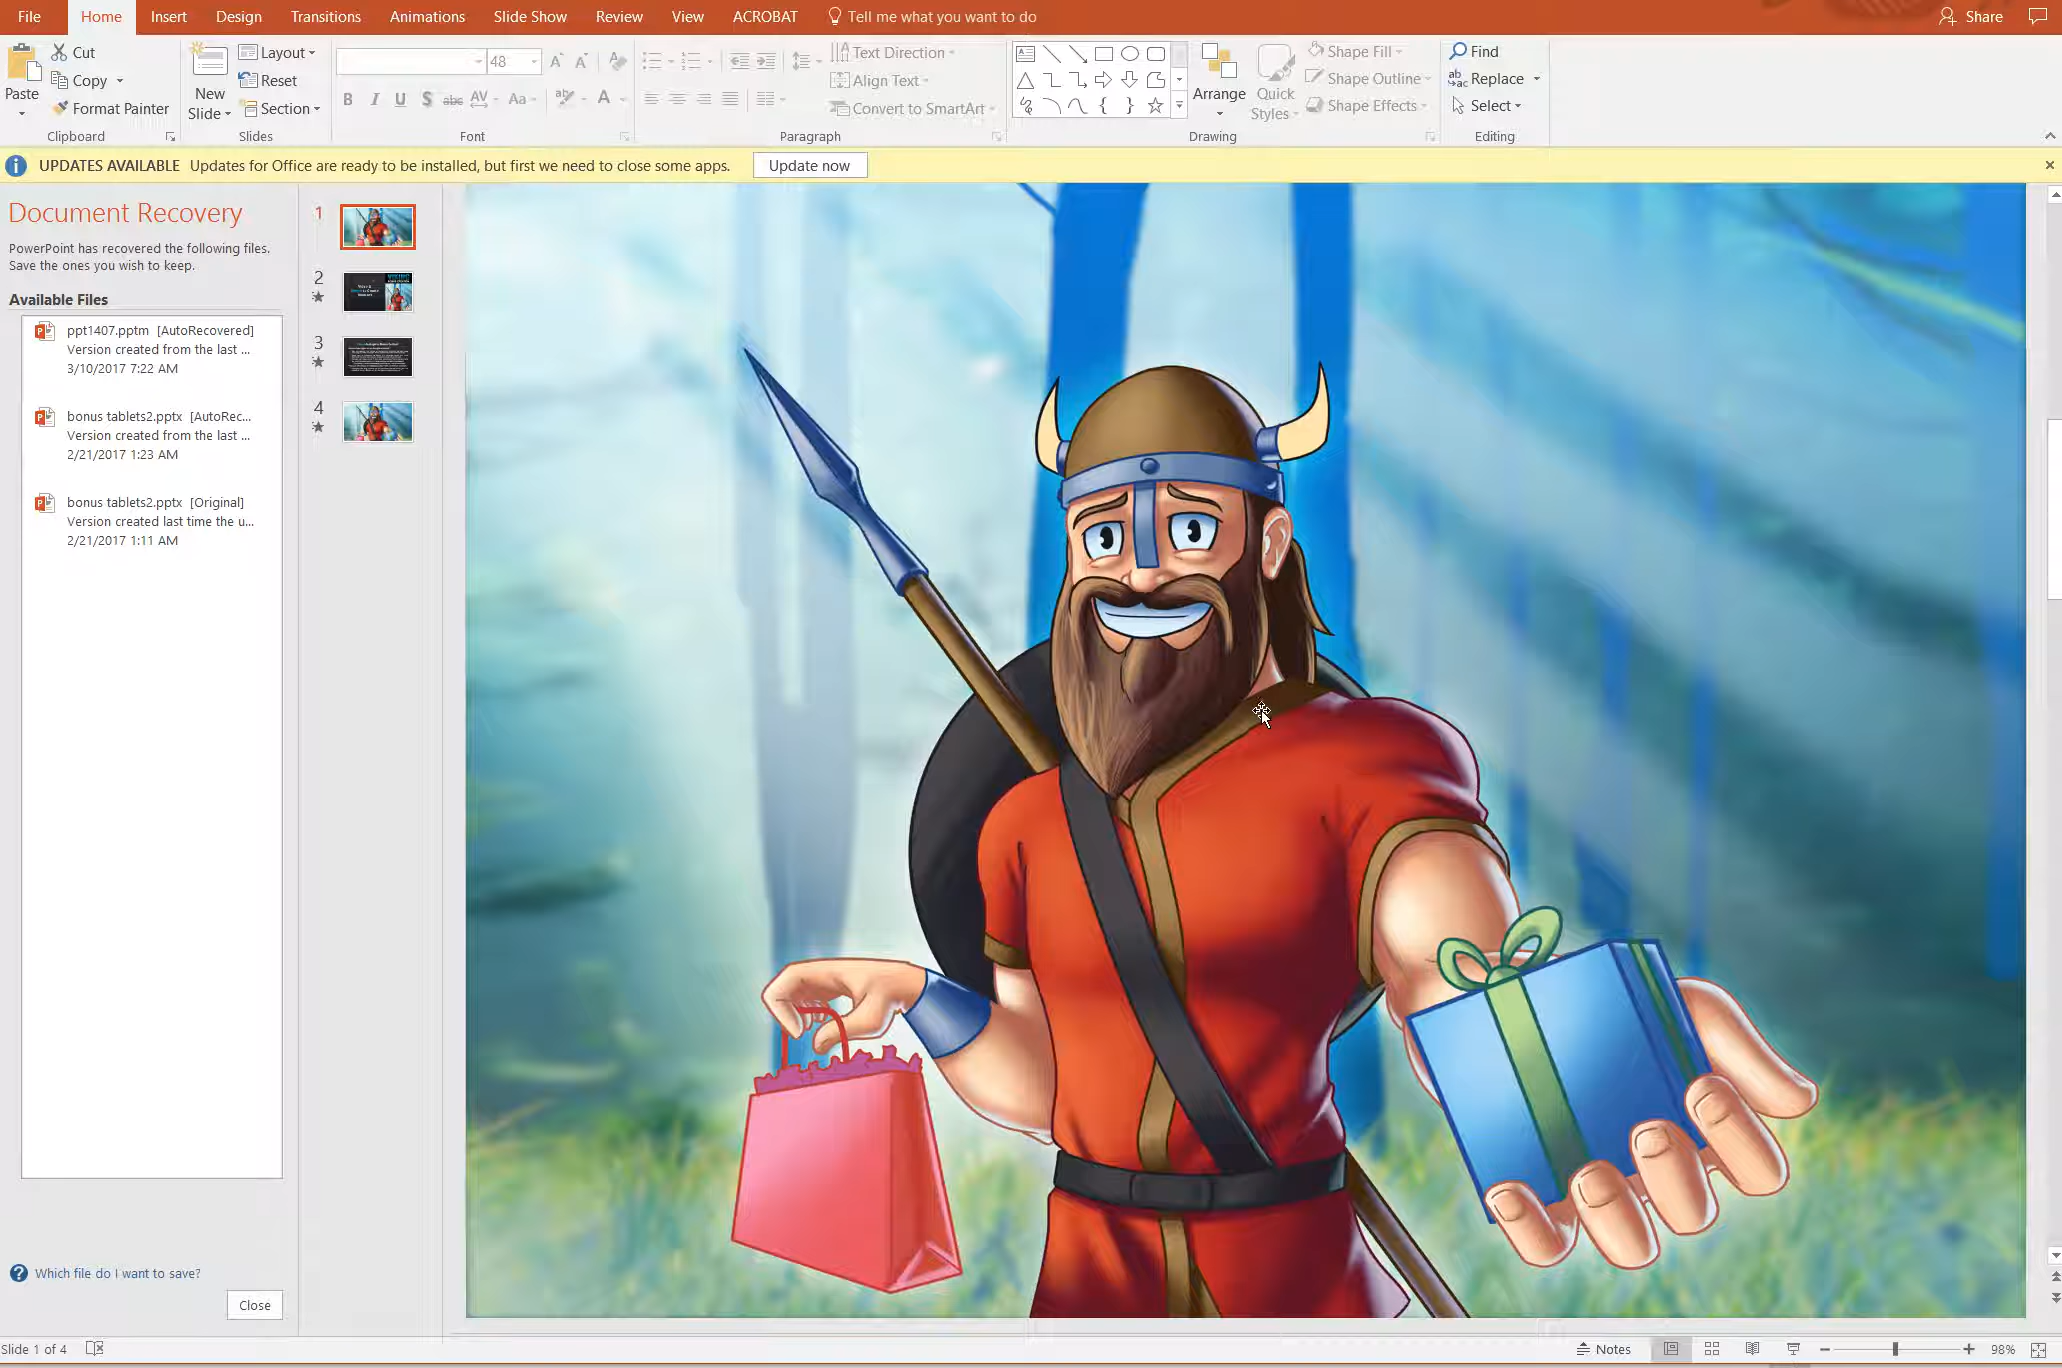 File Home Insert Design Transitions Animations Slide Show Review View ACROBAT Tell me what you want to do Share
Paste
Cut
Copy
Format Painter
Clipboard
New Slide
Layout
Reset
Section
Slides
48
B I U S abc AV Aa A
Font
Text Direction
Align Text
Convert to SmartArt
Paragraph
Arrange
Quick Styles
Shape Fill
Shape Outline
Shape Effects
Drawing
Find
Replace
Select
Editing
UPDATES AVAILABLE Updates for Office are ready to be installed, but first we need to close some apps. Update now
Document Recovery
PowerPoint has recovered the following files.
Save the ones you wish to keep.
Available Files
ppt1407.pptm [AutoRecovered]
Version created from the last ...
3/10/2017 7:22 AM
bonus tablets2.pptx [AutoRec...
Version created from the last ...
2/21/2017 1:23 AM
bonus tablets2.pptx [Original]
Version created last time the u...
2/21/2017 1:11 AM
Which file do I want to save?
Close
1
2
3
4
Slide 1 of 4
Notes
98%